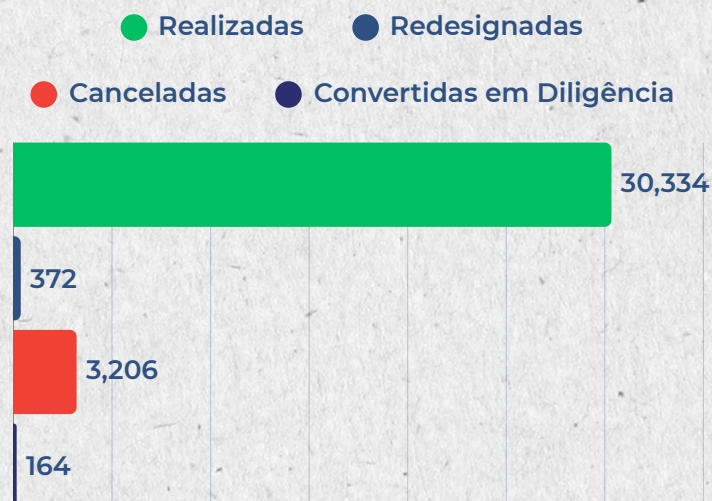 Realizadas Redesignadas
Canceladas Convertidas em Diligência
30,334
372
3,206
164